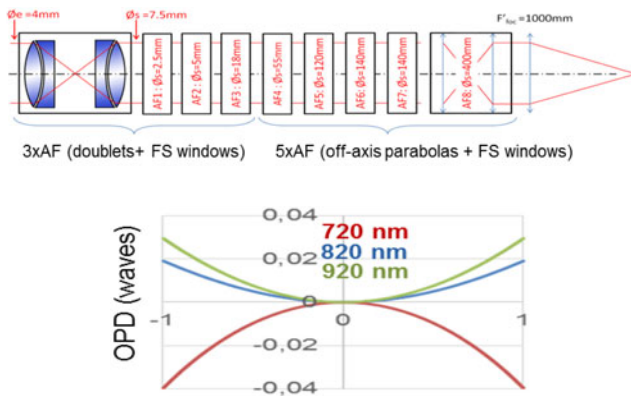 Øe =4mm
Øs =7.5mm
F'foc =1000mm
AF1 : Øs=2.5mm
AF2 : Øs=5mm
AF3 : Øs=18mm
AF4 : Øs=55mm
AF5: Øs=120mm
AF6: Øs=140mm
AF7: Øs=140mm
AF8: Øs=400mm
3xAF (doublets+ FS windows)
5xAF (off-axis parabolas + FS windows)
0,04
720 nm
820 nm
920 nm
0,02
OPD (waves)
0
-1
0
1
-0,02
-0,04